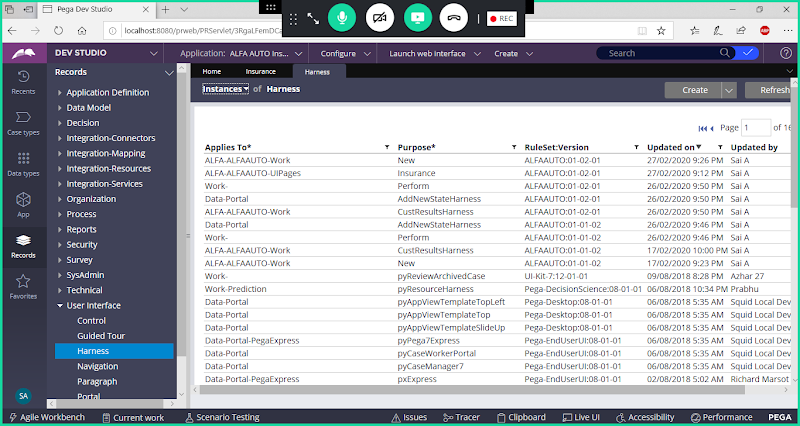 Pega Dev Studio
REC
localhost:8080/prweb/PRServlet/3RgaLFemDCa
ABP
DEV STUDIO
Application: ALFA AUTO Ins...
Configure
Launch web Interface
Create
Search
Recents
Case types
Data types
App
Records
Favorites
SA
Records
Application Definition
Data Model
Decision
Integration-Connectors
Integration-Mapping
Integration-Resources
Integration-Services
Organization
Process
Reports
Security
Survey
SysAdmin
Technical
User Interface
Control
Guided Tour
Harness
Navigation
Paragraph
Portal
Home Insurance Harness
Instances of Harness
Create Refresh
Page 1 of 16
Applies To* Purpose* RuleSet:Version Updated on Updated by
ALFA-ALFAAUTO-Work New ALFAAUTO:01-02-01 27/02/2020 9:26 PM Sai A
ALFA-ALFAAUTO-UIPages Insurance ALFAAUTO:01-02-01 27/02/2020 9:12 PM Sai A
Work- Perform ALFAAUTO:01-02-01 26/02/2020 9:50 PM Sai A
Data-Portal AddNewStateHarness ALFAAUTO:01-02-01 26/02/2020 9:50 PM Sai A
ALFA-ALFAAUTO-Work CustResultsHarness ALFAAUTO:01-02-01 26/02/2020 9:50 PM Sai A
Data-Portal AddNewStateHarness ALFAAUTO:01-01-02 26/02/2020 9:46 PM Sai A
Work- Perform ALFAAUTO:01-01-02 26/02/2020 9:46 PM Sai A
ALFA-ALFAAUTO-Work CustResultsHarness ALFAAUTO:01-01-02 17/02/2020 10:00 PM Sai A
ALFA-ALFAAUTO-Work New ALFAAUTO:01-01-02 17/02/2020 9:23 PM Sai A
Work- pyReviewArchivedCase UI-Kit-7:12-01-01 09/08/2018 8:28 PM Azhar 27
Work-Prediction pyResourceHarness Pega-DecisionScience:08-01-01 06/08/2018 10:34 PM Prabhu
Data-Portal pyAppViewTemplateTopLeft Pega-Desktop:08-01-01 06/08/2018 5:35 AM Squid Local Dev
Data-Portal pyAppViewTemplateTop Pega-Desktop:08-01-01 06/08/2018 5:35 AM Squid Local Dev
Data-Portal pyAppViewTemplateSlideUp Pega-Desktop:08-01-01 06/08/2018 5:35 AM Squid Local Dev
Data-Portal-PegaExpress pyPega7Express Pega-EndUserUI:08-01-01 06/08/2018 5:35 AM Squid Local Dev
Data-Portal pyCaseWorkerPortal Pega-EndUserUI:08-01-01 06/08/2018 5:35 AM Squid Local Dev
Data-Portal pyCaseManager7 Pega-EndUserUI:08-01-01 06/08/2018 5:35 AM Squid Local Dev
Data-Portal-PegaExpress pxExpress Pega-EndUserUI:08-01-01 02/08/2018 5:02 AM Richard Marsot
Agile Workbench
Current work
Scenario Testing
Issues
Tracer
Clipboard
Live UI
Accessibility
Performance
PEGA